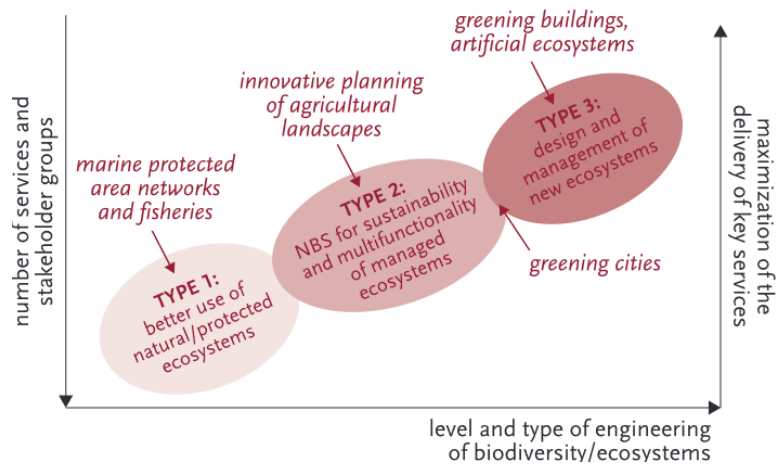 greening buildings,
artificial ecosystems
innovative planning
of agricultural
landscapes
marine protected
area networks
and fisheries
TYPE 3:
design and
management of
new ecosystems
TYPE 2:
NBS for sustainability
and multifunctionality
of managed
ecosystems
TYPE 1:
better use of
natural/protected
ecosystems
greening cities
number of services and
stakeholder groups
maximization of the
delivery of key services
level and type of engineering
of biodiversity/ecosystems